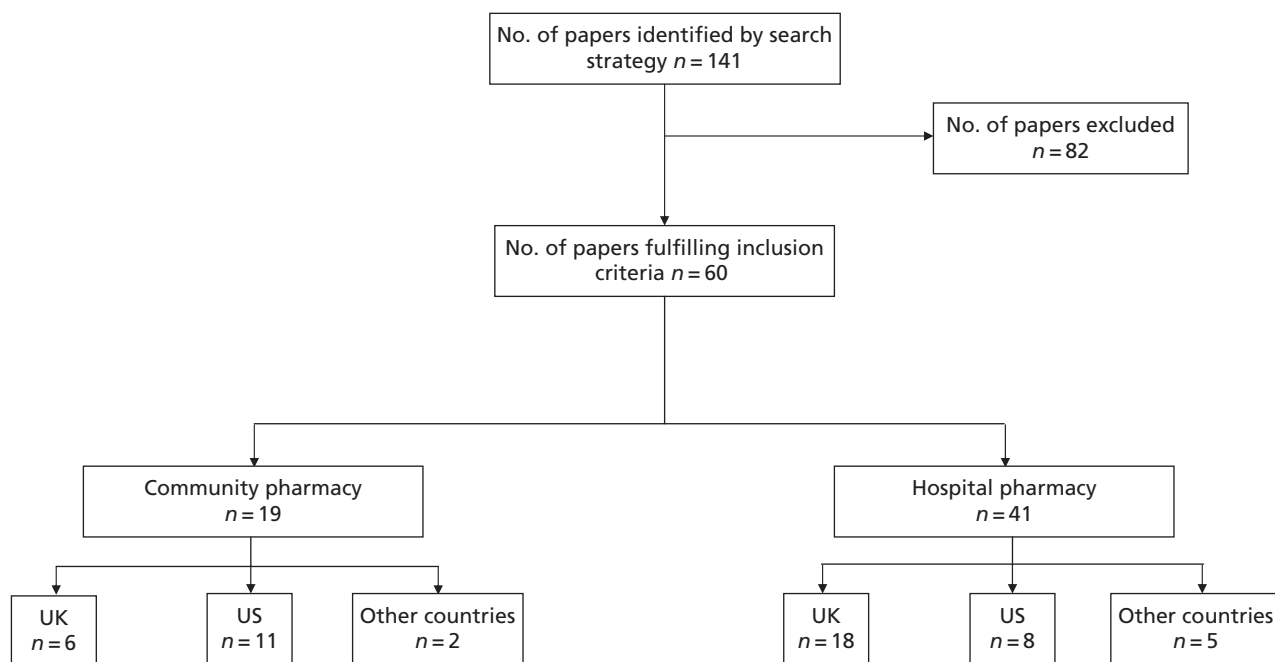 No. of papers identified by search
strategy n = 141
No. of papers excluded
n = 82
No. of papers fulfilling inclusion
criteria n = 60
Community pharmacy
n = 19
Hospital pharmacy
n = 41
UK
n = 6
US
n = 11
Other countries
n = 2
UK
n = 18
US
n = 8
Other countries
n = 5